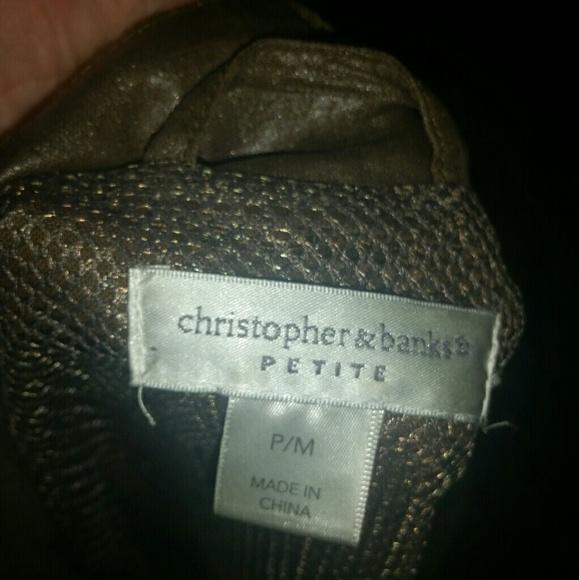 christopher&banks®
PETITE
P/M
MADE IN
CHINA